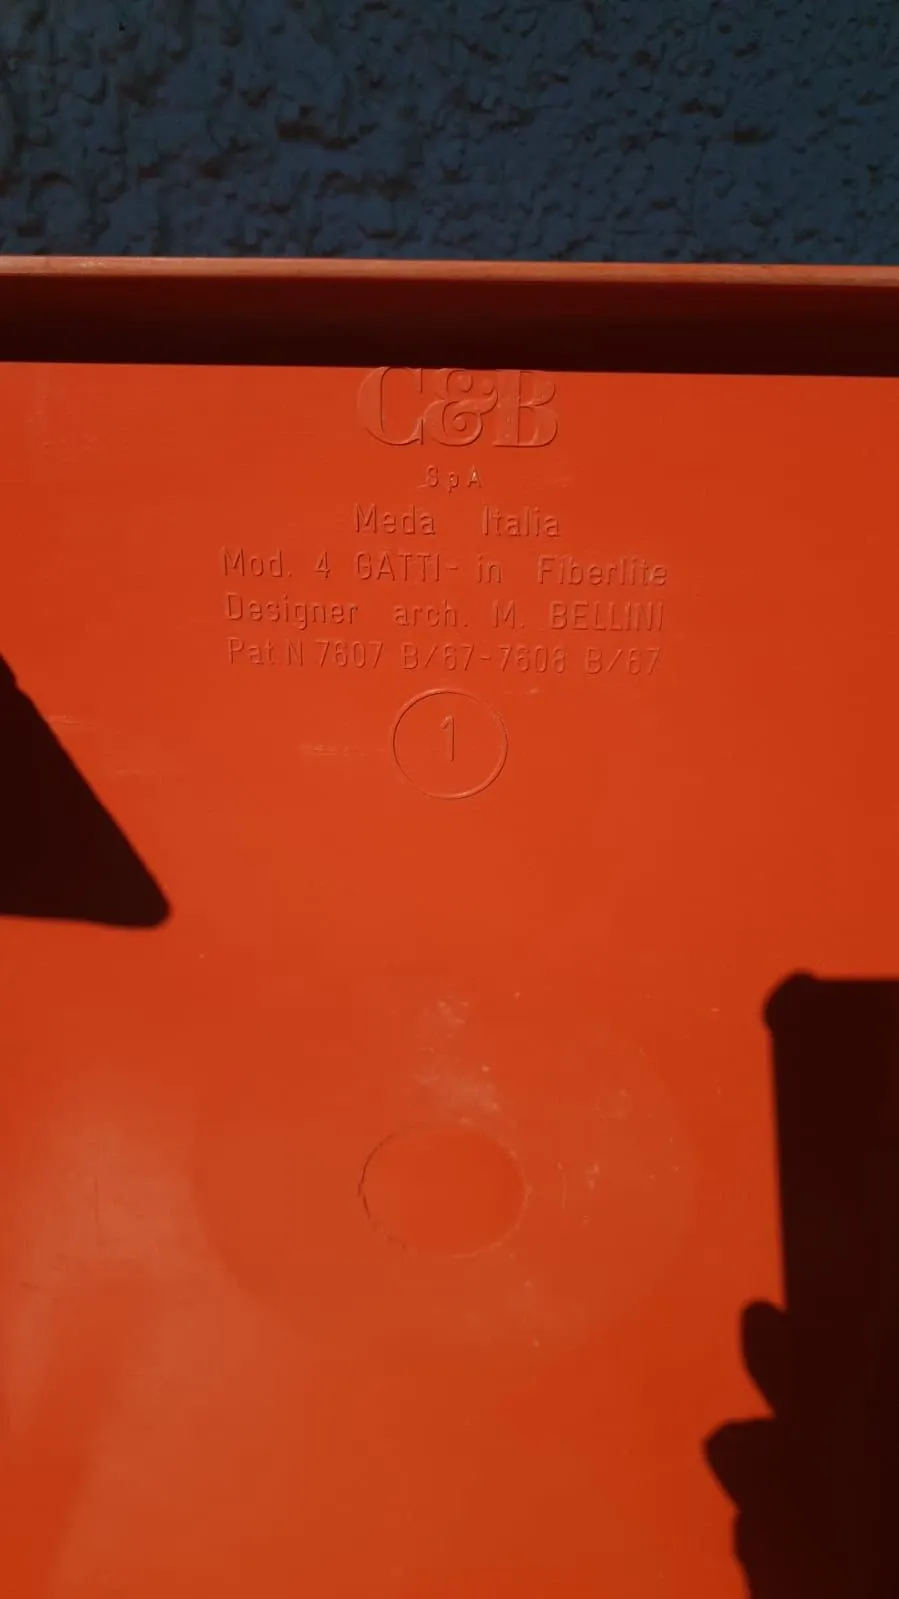 C&B
SpA
Meda Italia
Mod. 4 GATTI- in Fiberlite
Designer arch. M. BELLINI
Pat N 7607 B/67-7608 B/67
1